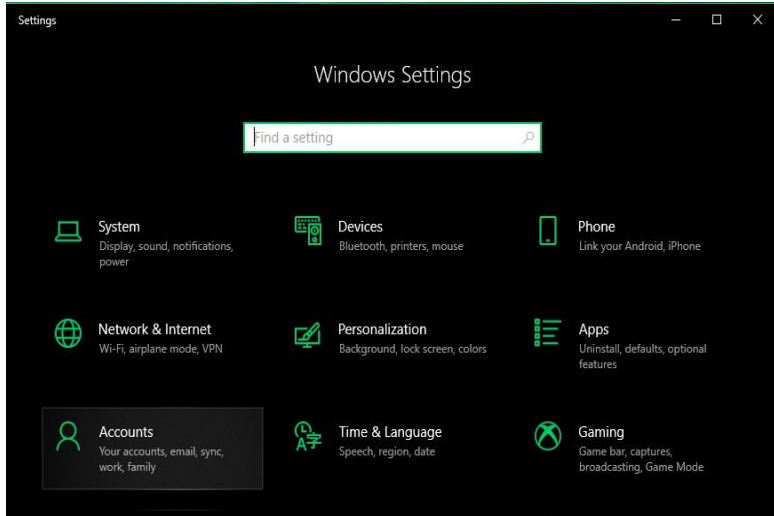 Settings
Windows Settings
Find a setting
System
Display, sound, notifications,
power
Devices
Bluetooth, printers, mouse
Phone
Link your Android, iPhone
Network & Internet
Wi-Fi, airplane mode, VPN
Personalization
Background, lock screen, colors
Apps
Uninstall, defaults, optional
features
Accounts
Your accounts, email, sync,
work, family
Time & Language
Speech, region, date
Gaming
Game bar, captures,
broadcasting, Game Mode